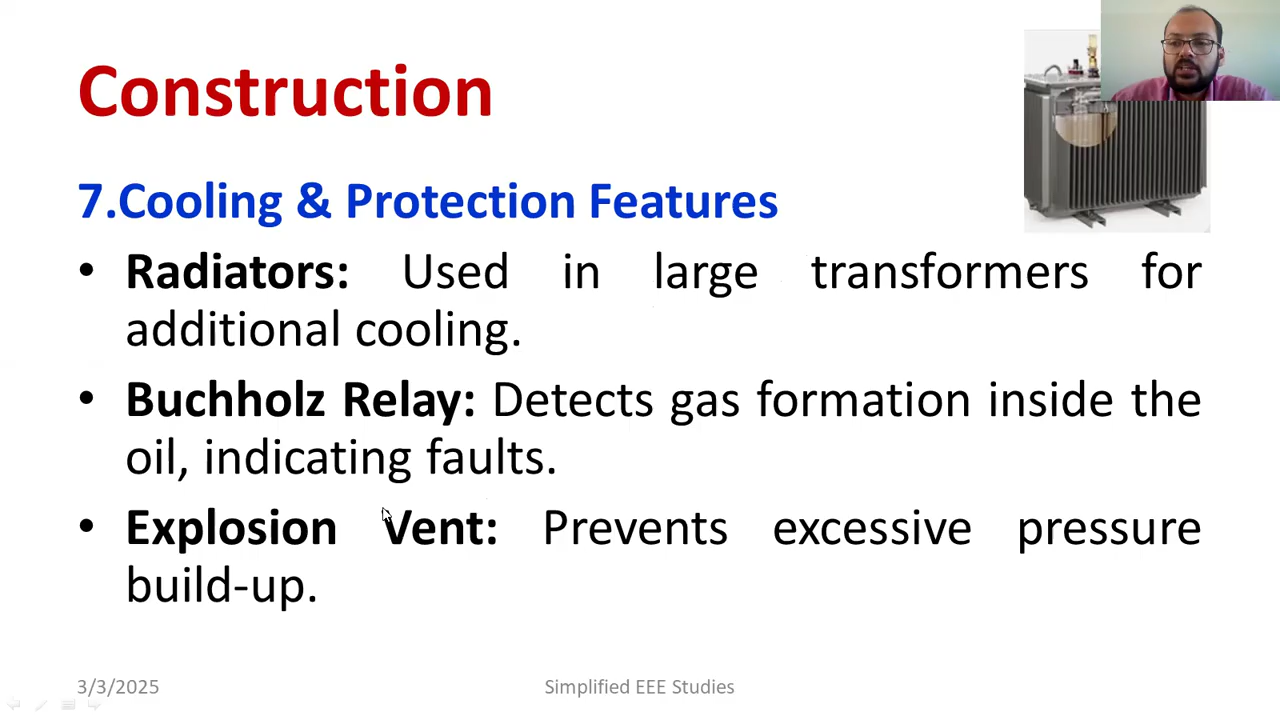 Construction
7.Cooling & Protection Features
• Radiators: Used in large transformers for
additional cooling.
• Buchholz Relay: Detects gas formation inside the
oil, indicating faults.
• Explosion Vent: Prevents excessive pressure
build-up.
3/3/2025 Simplified EEE Studies